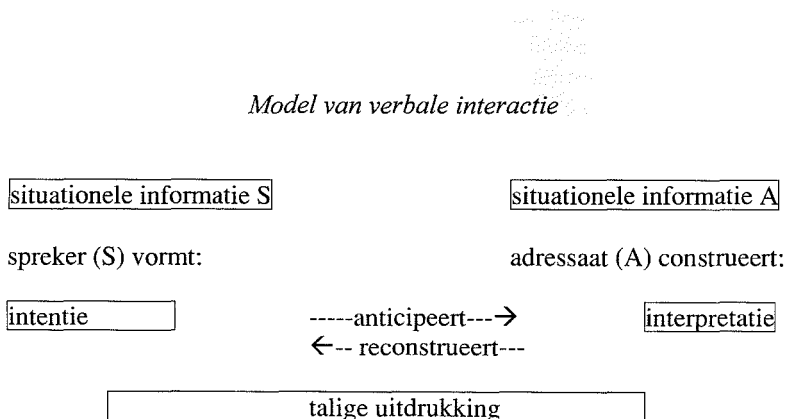 Model van verbale interactie
situationele informatie S situationele informatie A
spreker (S) vormt: adressaat (A) construeert:
intentie -----anticipeert---→ interpretatie
←-- reconstrueert---
talige uitdrukking